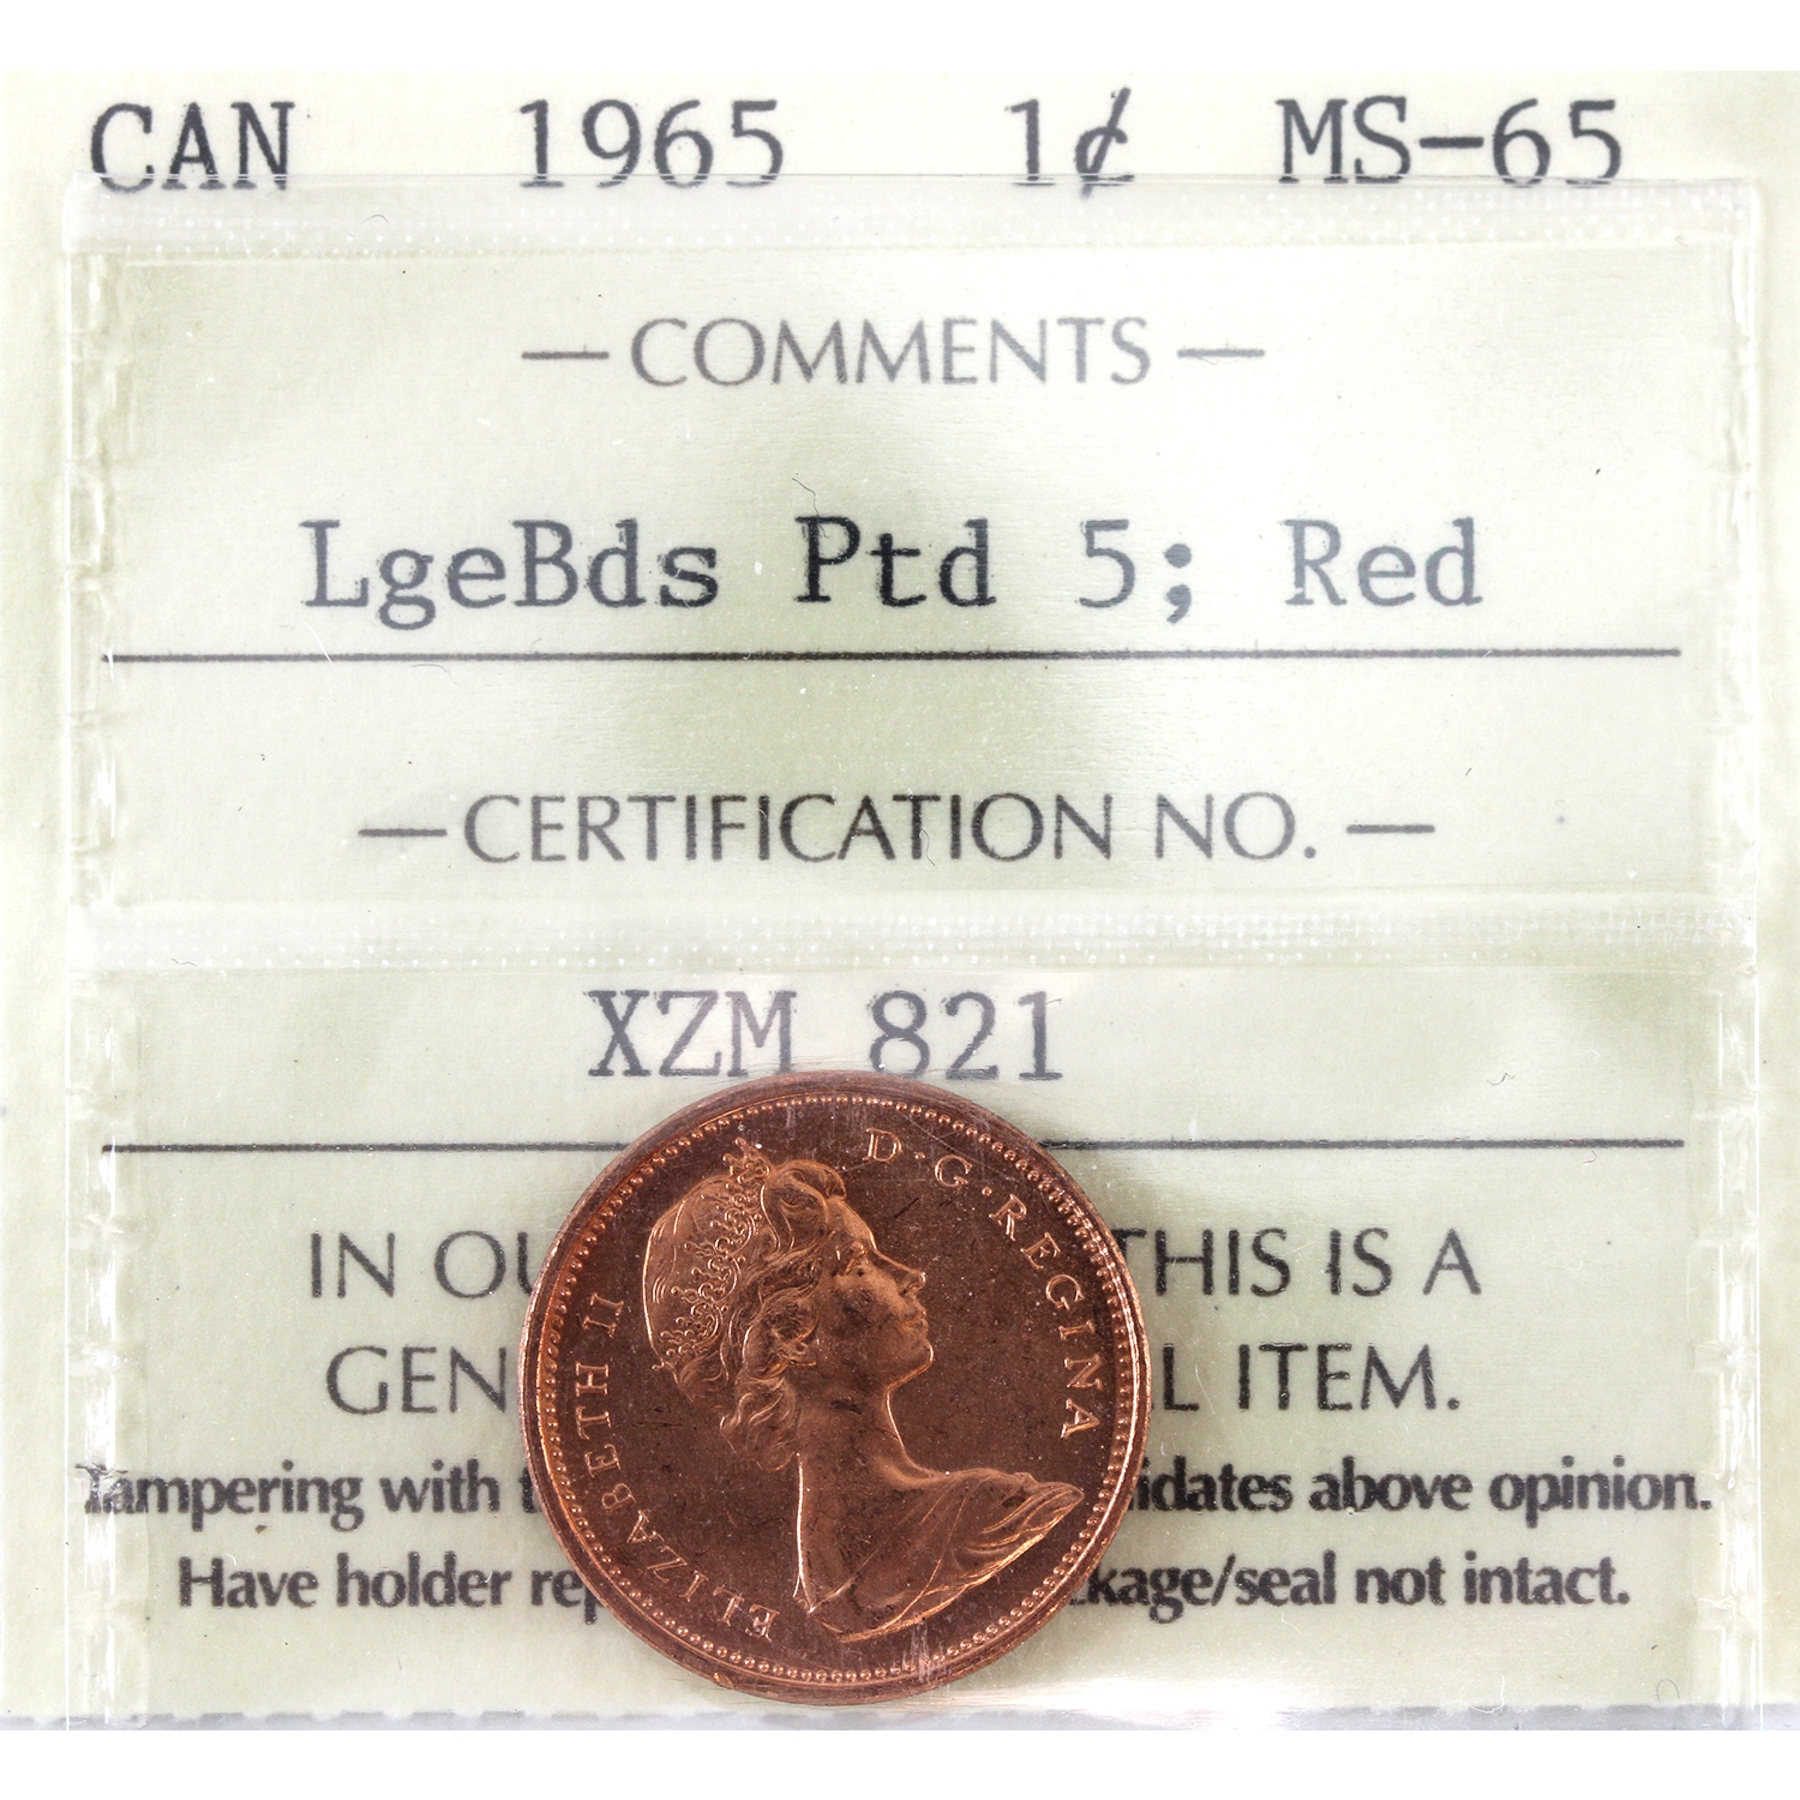 CAN 1965 1¢ MS-65
— COMMENTS —
LgeBds Ptd 5; Red
— CERTIFICATION NO. —
XZM 821
IN OU THIS IS A
GEN L ITEM.
Tampering with t idates above opinion.
Have holder rep kage/seal not intact.
ELIZABETH II D·G·REGINA